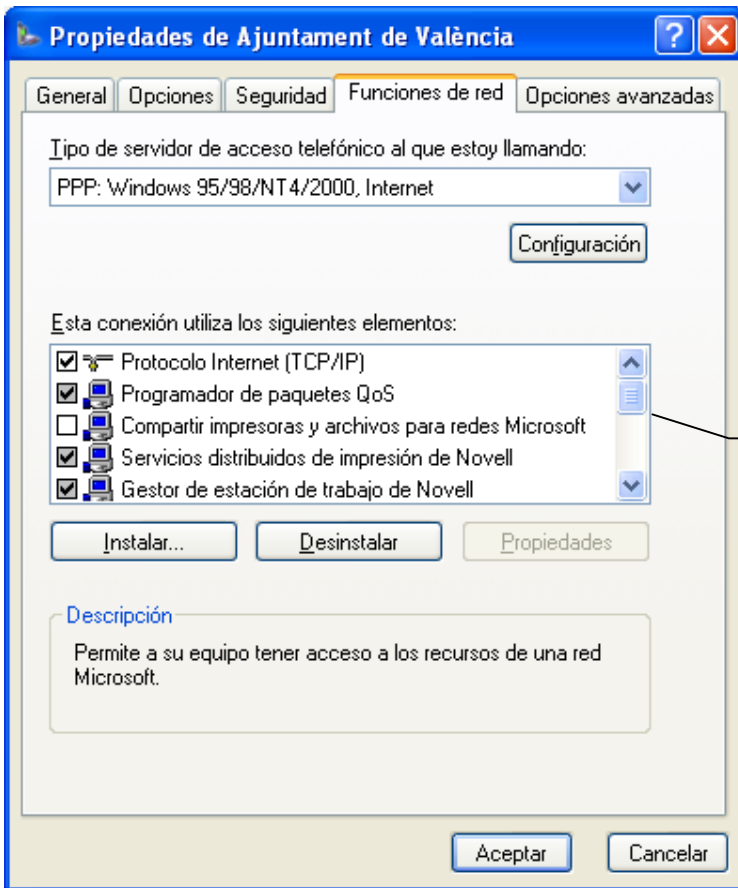 Propiedades de Ajuntament de València
General Opciones Seguridad Funciones de red Opciones avanzadas
Tipo de servidor de acceso telefónico al que estoy llamando:
PPP: Windows 95/98/NT4/2000, Internet
Configuración
Esta conexión utiliza los siguientes elementos:
Protocolo Internet (TCP/IP)
Programador de paquetes QoS
Compartir impresoras y archivos para redes Microsoft
Servicios distribuidos de impresión de Novell
Gestor de estación de trabajo de Novell
Instalar... Desinstalar Propiedades
Descripción
Permite a su equipo tener acceso a los recursos de una red
Microsoft.
Aceptar Cancelar